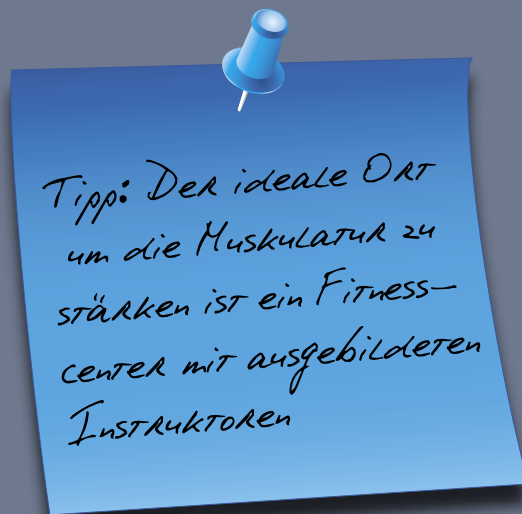 Tipp: Der ideale Ort
um die Muskulatur zu
stärken ist ein Fitness-
center mit ausgebildeten
Instruktoren